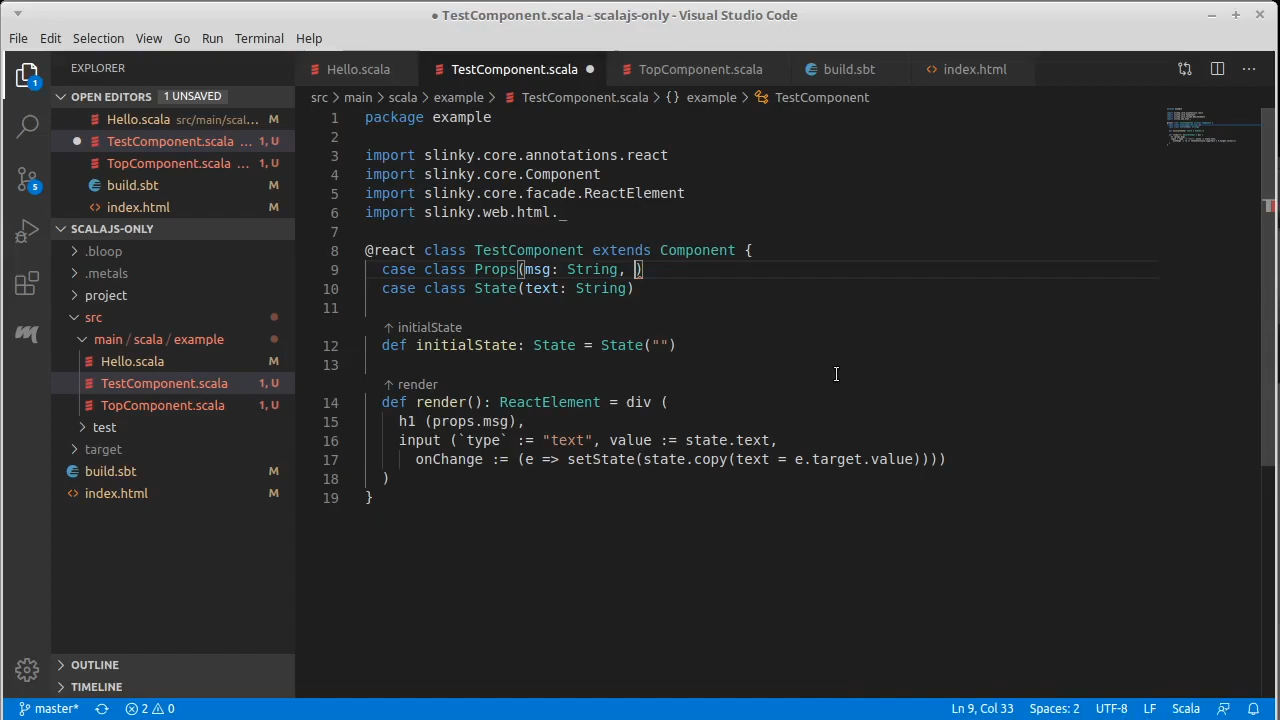 ● TestComponent.scala - scalajs-only - Visual Studio Code
File Edit Selection View Go Run Terminal Help
EXPLORER
Hello.scala TestComponent.scala ● TopComponent.scala build.sbt <> index.html ...
OPEN EDITORS 1 UNSAVED
src > main > scala > example > TestComponent.scala > {} example > TestComponent
Hello.scala src/main/scal... M
● TestComponent.scala ... 1, U
TopComponent.scala ... 1, U
build.sbt M
<> index.html M
SCALAJS-ONLY
> .bloop
> .metals
> project
src
main / scala / example
Hello.scala M
TestComponent.scala 1, U
TopComponent.scala 1, U
> test
> target
build.sbt M
<> index.html M
> OUTLINE
> TIMELINE
1
5
1 package example
2
3 import slinky.core.annotations.react
4 import slinky.core.Component
5 import slinky.core.facade.ReactElement
6 import slinky.web.html._
7
8 @react class TestComponent extends Component {
9 case class Props(msg: String, )
10 case class State(text: String)
11
↑ initialState
12 def initialState: State = State("")
13
↑ render
14 def render(): ReactElement = div (
15 h1 (props.msg),
16 input (`type` := "text", value := state.text,
17 onChange := (e => setState(state.copy(text = e.target.value))))
18 )
19 }
master* 2 0 Ln 9, Col 33 Spaces: 2 UTF-8 LF Scala